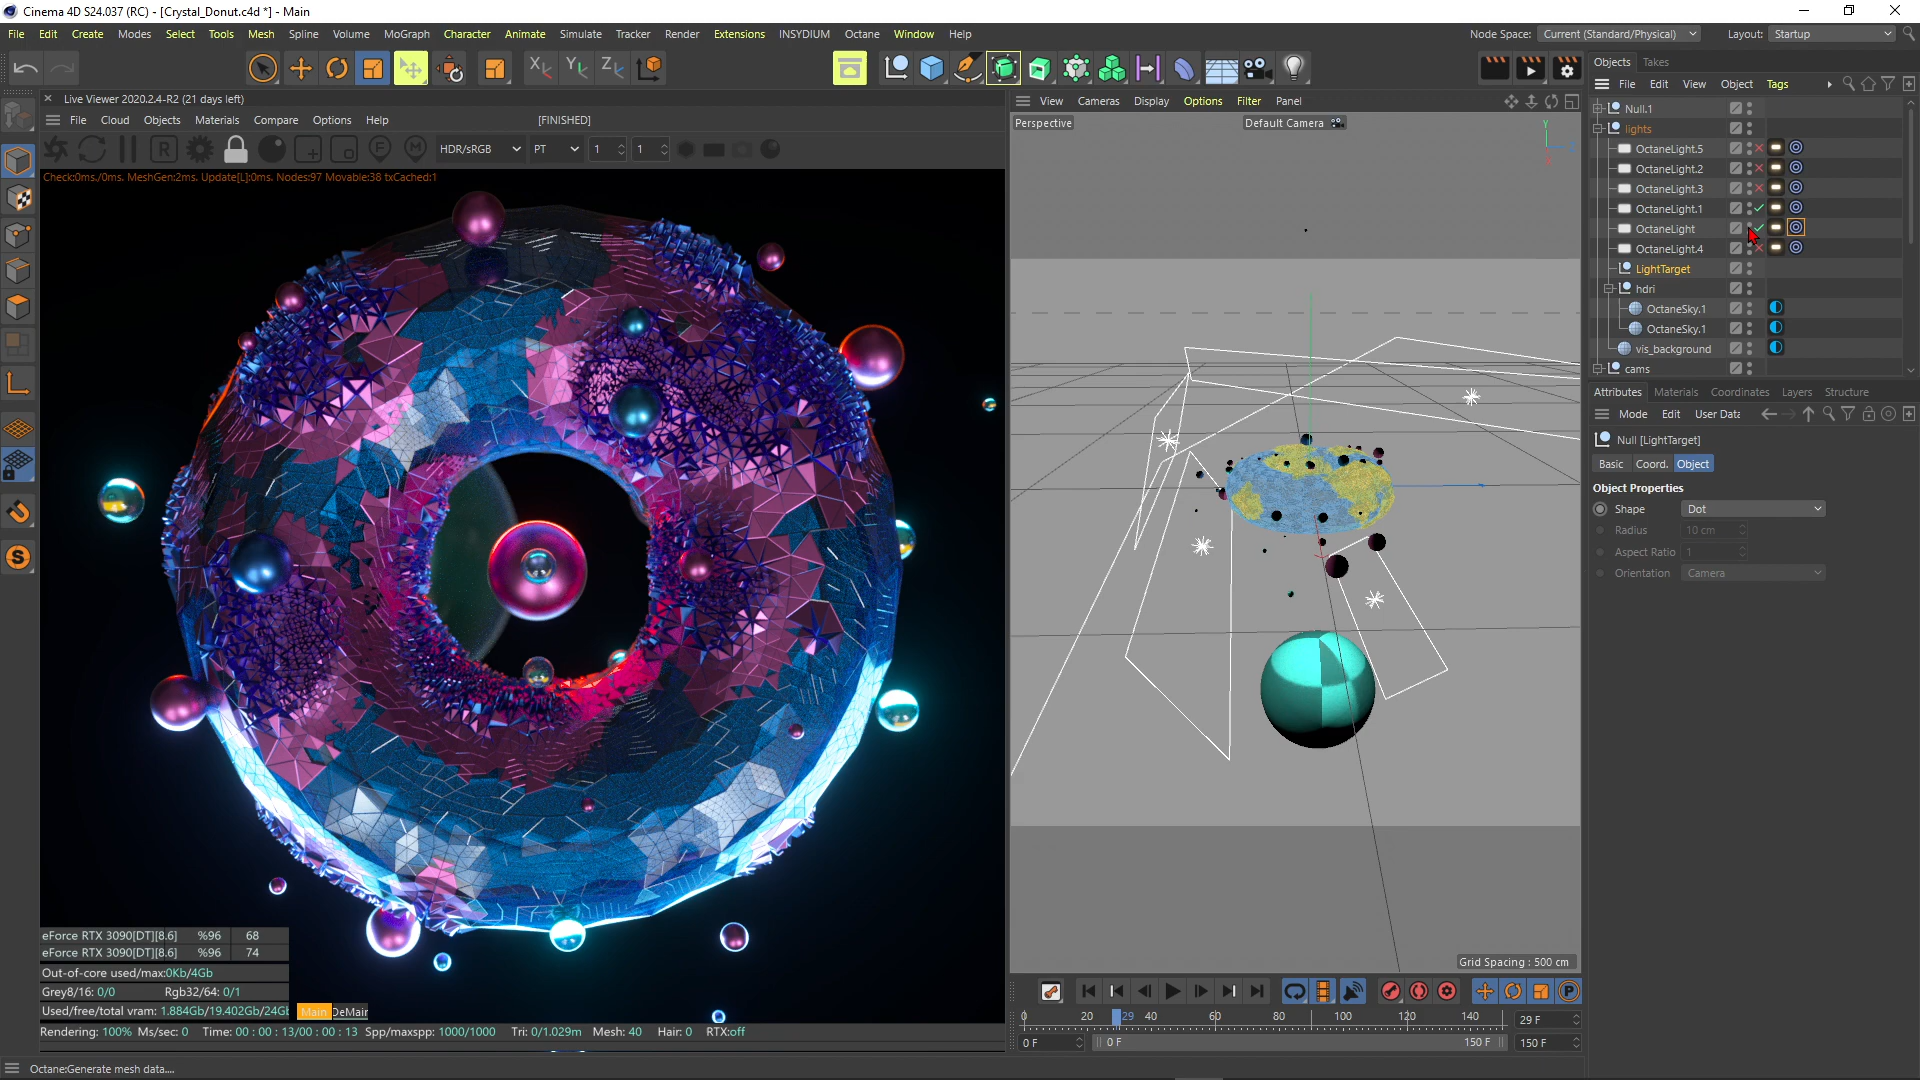 Cinema 4D S24.037 (RC) - [Crystal_Donut.c4d *] - Main
File Edit Create Modes Select Tools Mesh Spline Volume MoGraph Character Animate Simulate Tracker Render Extensions INSYDIUM Octane Window Help
Node Space: Current (Standard/Physical) Layout: Startup
X Y Z
Live Viewer 2020.2.4-R2 (21 days left)
File Cloud Objects Materials Compare Options Help [FINISHED]
HDR/sRGB PT 1 1
Check:0ms./0ms. MeshGen:2ms. Update[L]:0ms. Nodes:97 Movable:38 txCached:1
eForce RTX 3090[DT][8.6] %96 68
eForce RTX 3090[DT][8.6] %96 74
Out-of-core used/max:0Kb/4Gb
Grey8/16: 0/0 Rgb32/64: 0/1
Used/free/total vram: 1.884Gb/19.402Gb/24Gb
Main DeMain
Rendering: 100% Ms/sec: 0 Time: 00 : 00 : 13/00 : 00 : 13 Spp/maxspp: 1000/1000 Tri: 0/1.029m Mesh: 40 Hair: 0 RTX:off
Octane:Generate mesh data....
View Cameras Display Options Filter Panel
Perspective
Default Camera
Y
Grid Spacing : 500 cm
0 20 29 40 60 80 100 120 140
29 F
0 F 0 F 150 F 150 F
Objects Takes
File Edit View Object Tags
Null.1
lights
OctaneLight.5
OctaneLight.2
OctaneLight.3
OctaneLight.1
OctaneLight
OctaneLight.4
LightTarget
hdri
OctaneSky.1
OctaneSky.1
vis_background
cams
Attributes Materials Coordinates Layers Structure
Mode Edit User Data
Null [LightTarget]
Basic Coord. Object
Object Properties
Shape Dot
Radius 10 cm
Aspect Ratio 1
Orientation Camera